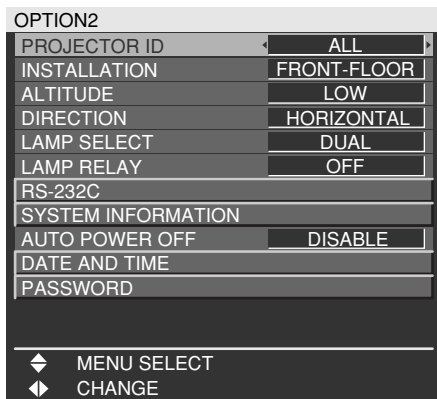 OPTION2
PROJECTOR ID ALL
INSTALLATION FRONT-FLOOR
ALTITUDE LOW
DIRECTION HORIZONTAL
LAMP SELECT DUAL
LAMP RELAY OFF
RS-232C
SYSTEM INFORMATION
AUTO POWER OFF DISABLE
DATE AND TIME
PASSWORD
MENU SELECT
CHANGE